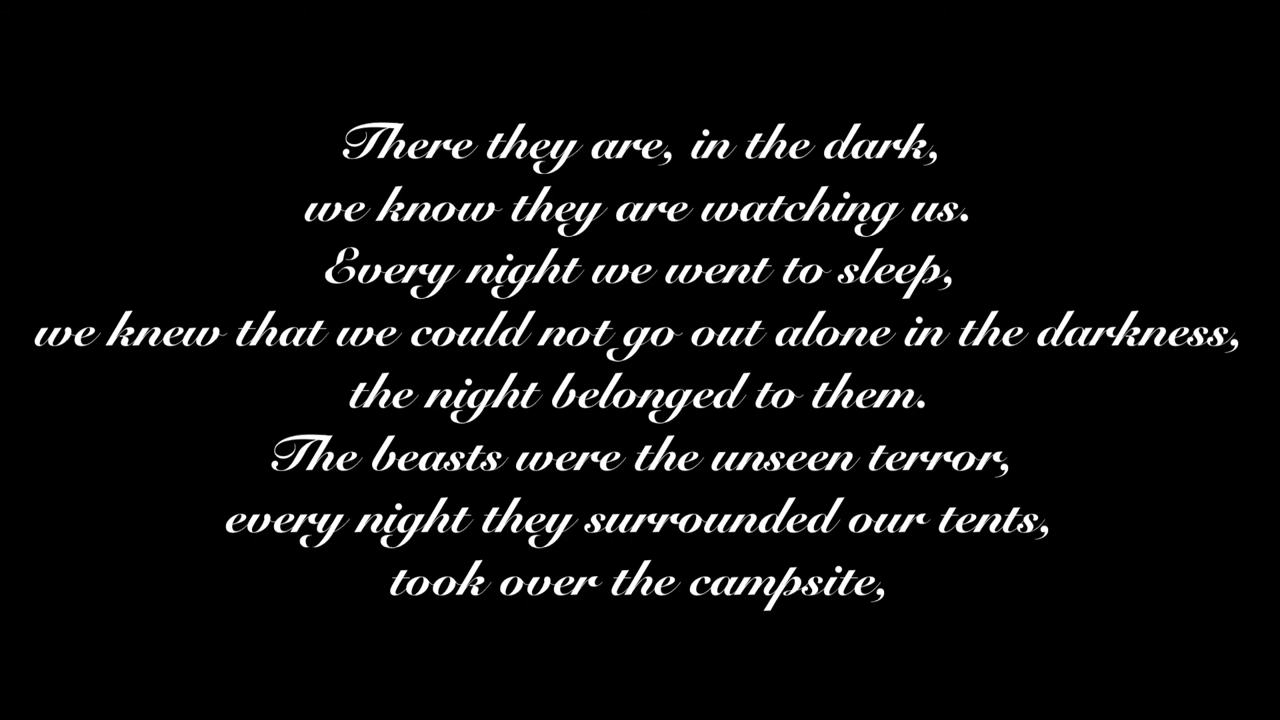 There they are, in the dark,
we know they are watching us.
Every night we went to sleep,
we knew that we could not go out alone in the darkness,
the night belonged to them.
The beasts were the unseen terror,
every night they surrounded our tents,
took over the campsite,